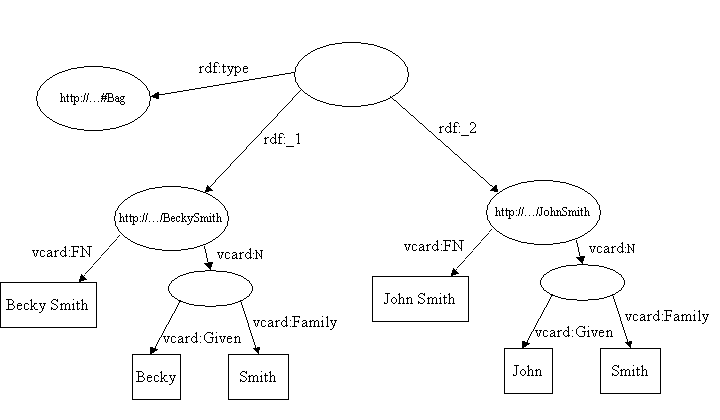 rdf:type
http://...#Bag
rdf:_1
rdf:_2
http://.../BeckySmith
http://.../JohnSmith
vcard:FN
vcard:N
vcard:FN
vcard:N
Becky Smith
John Smith
vcard:Given
vcard:Family
vcard:Given
vcard:Family
Becky
Smith
John
Smith